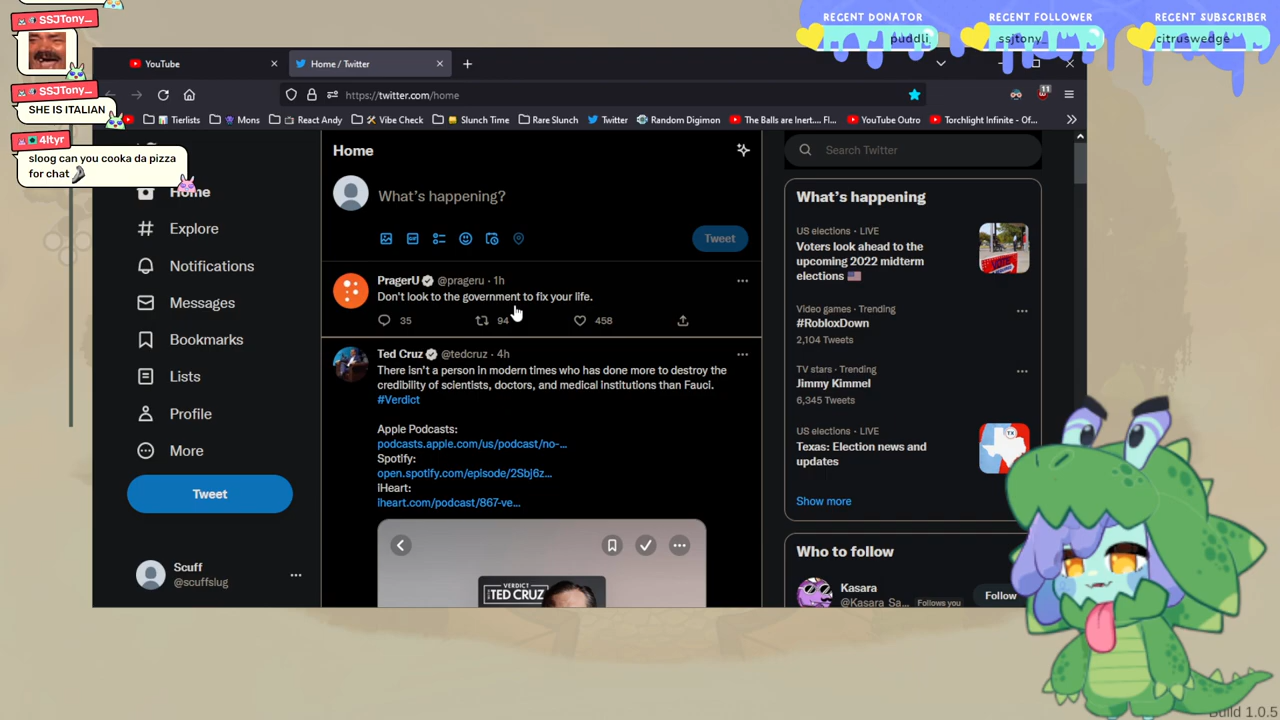 SSJTony_
SSJTony_
SHE IS ITALIAN
4ltyr
sloog can you cooka da pizza
for chat
RECENT DONATOR
puddli
RECENT FOLLOWER
ssjtony_
RECENT SUBSCRIBER
citruswedge
YouTube
Home / Twitter
https://twitter.com/home
11
Tierlists
Mons
React Andy
Vibe Check
Slunch Time
Rare Slunch
Twitter
Random Digimon
The Balls are Inert.... Fl...
YouTube Outro
Torchlight Infinite - Of...
Home
Explore
Notifications
Messages
Bookmarks
Lists
Profile
More
Tweet
Scuff
@scuffslug
Home
What's happening?
GIF
Tweet
PragerU @prageru · 1h
Don't look to the government to fix your life.
35
94
458
Ted Cruz @tedcruz · 4h
There isn't a person in modern times who has done more to destroy the
credibility of scientists, doctors, and medical institutions than Fauci.
#Verdict
Apple Podcasts:
podcasts.apple.com/us/podcast/no-...
Spotify:
open.spotify.com/episode/2Sbj6z...
iHeart:
iheart.com/podcast/867-ve...
VERDICT
TED CRUZ
Search Twitter
What's happening
US elections · LIVE
Voters look ahead to the
upcoming 2022 midterm
elections
Video games · Trending
#RobloxDown
2,104 Tweets
TV stars · Trending
Jimmy Kimmel
6,345 Tweets
US elections · LIVE
Texas: Election news and
updates
Show more
Who to follow
Kasara
@Kasara_Sa... Follows you
Follow
Build 1.0.5